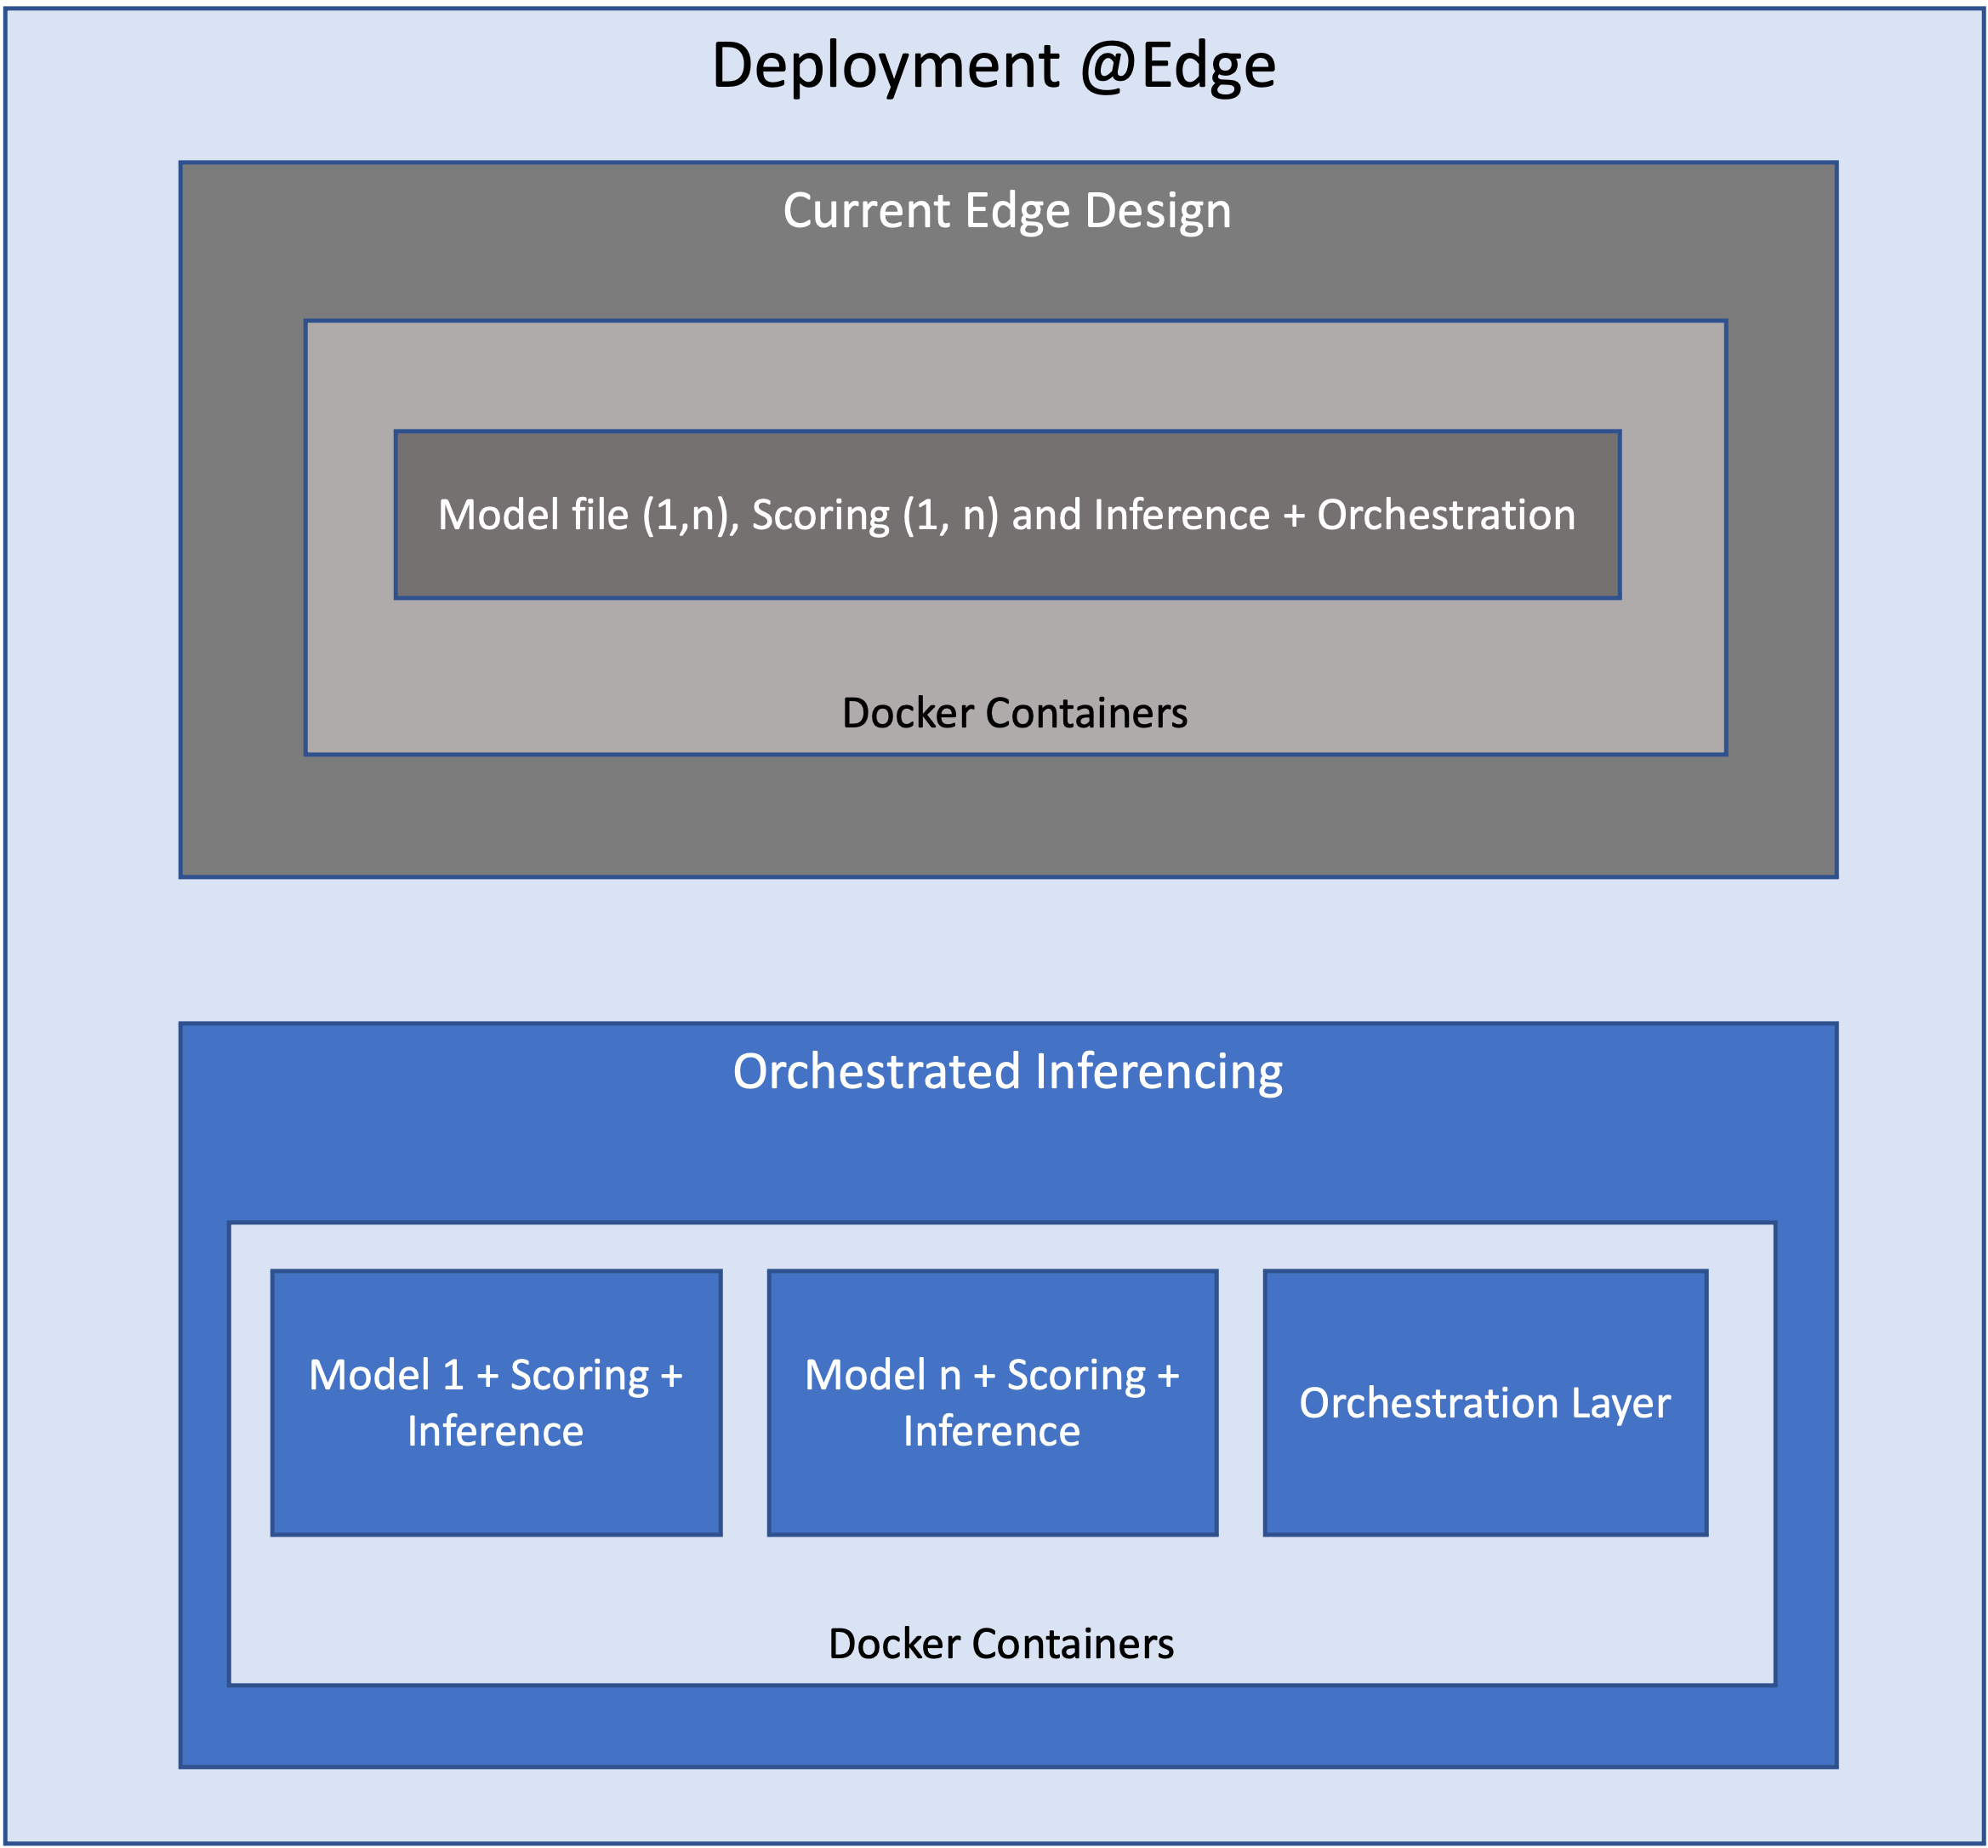 Deployment @Edge
Current Edge Design
Model file (1,n), Scoring (1, n) and Inference + Orchestration
Docker Containers
Orchestrated Inferencing
Model 1 + Scoring +
Inference
Model n + Scoring +
Inference
Orchestration Layer
Docker Containers